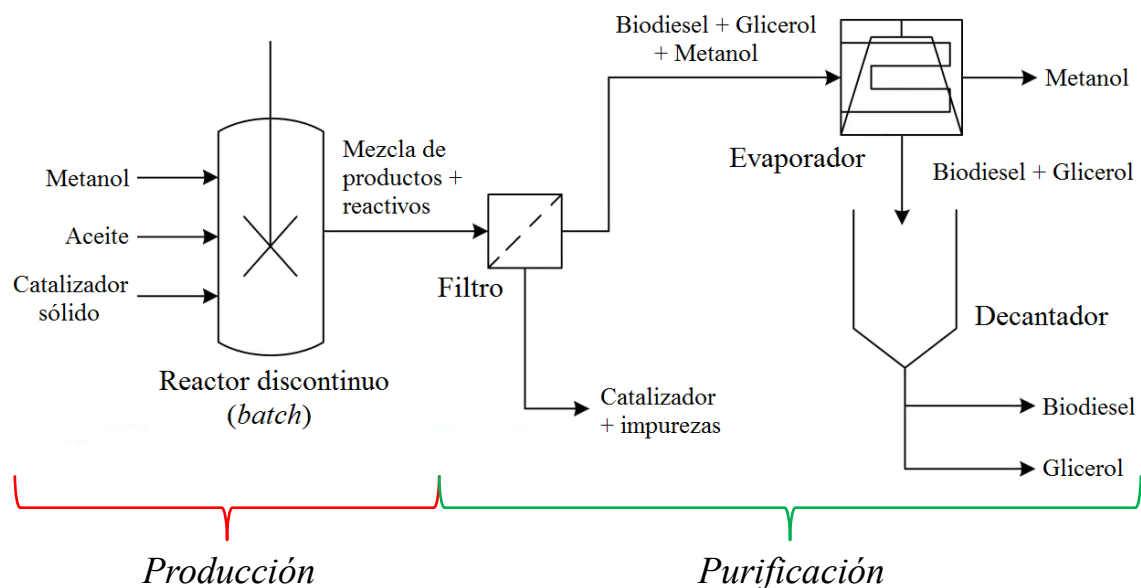 Metanol
Aceite
Catalizador
sólido
Reactor discontinuo
(batch)
Mezcla de
productos +
reactivos
Filtro
Catalizador
+ impurezas
Biodiesel + Glicerol
+ Metanol
Evaporador
Metanol
Biodiesel + Glicerol
Decantador
Biodiesel
Glicerol
Producción
Purificación